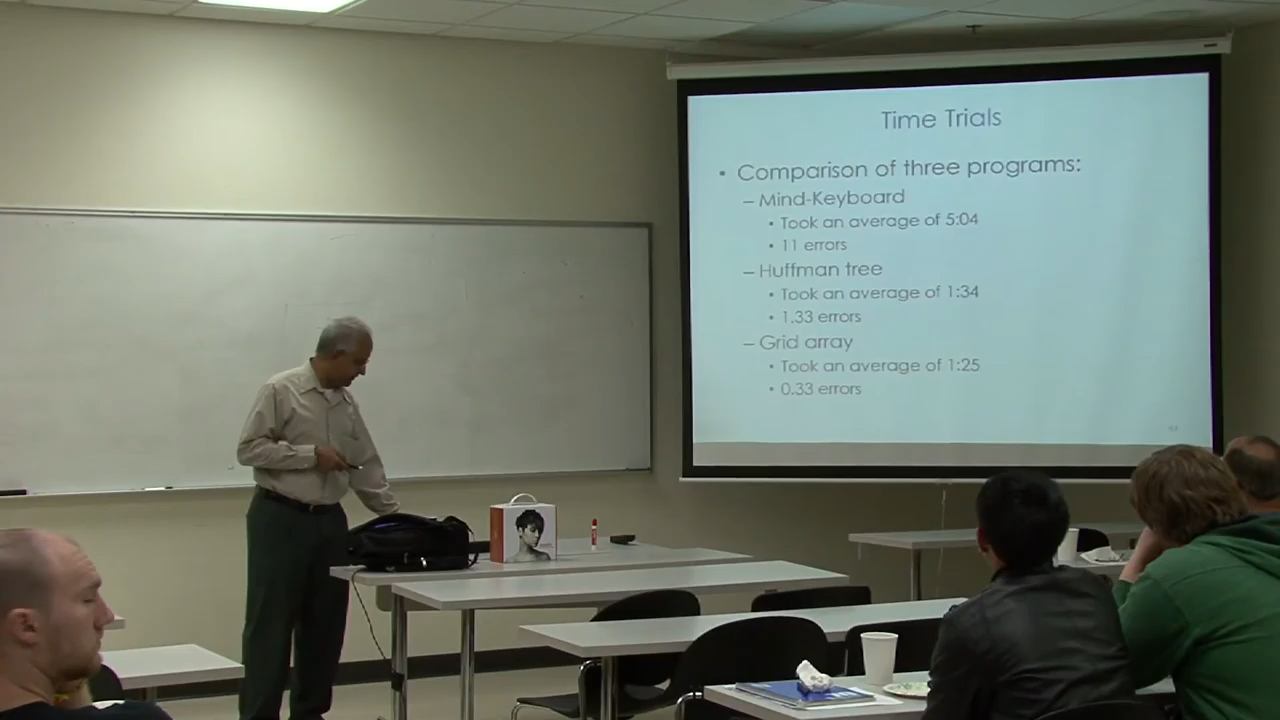 Time Trials
• Comparison of three programs:
– Mind-Keyboard
• Took an average of 5:04
• 11 errors
– Huffman tree
• Took an average of 1:34
• 1.33 errors
– Grid array
• Took an average of 1:25
• 0.33 errors